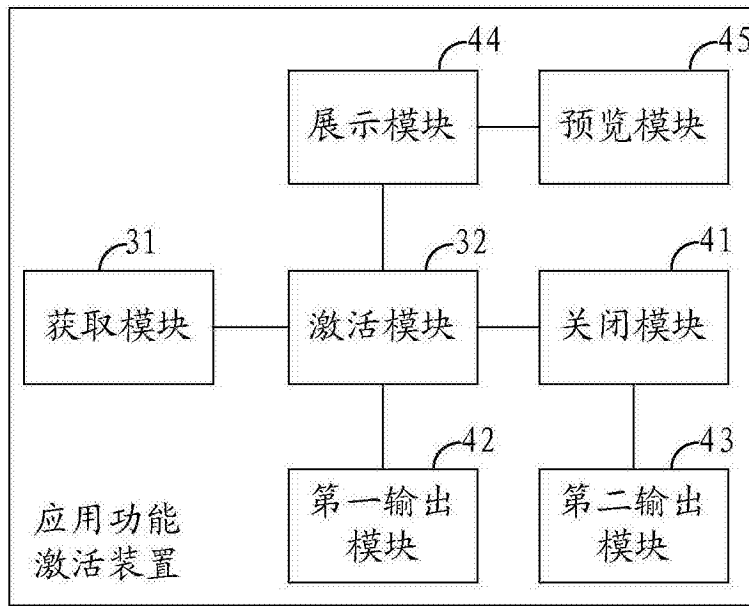 44
45
展示模块
预览模块
31
32
41
获取模块
激活模块
关闭模块
42
43
第一输出
模块
第二输出
模块
应用功能
激活装置